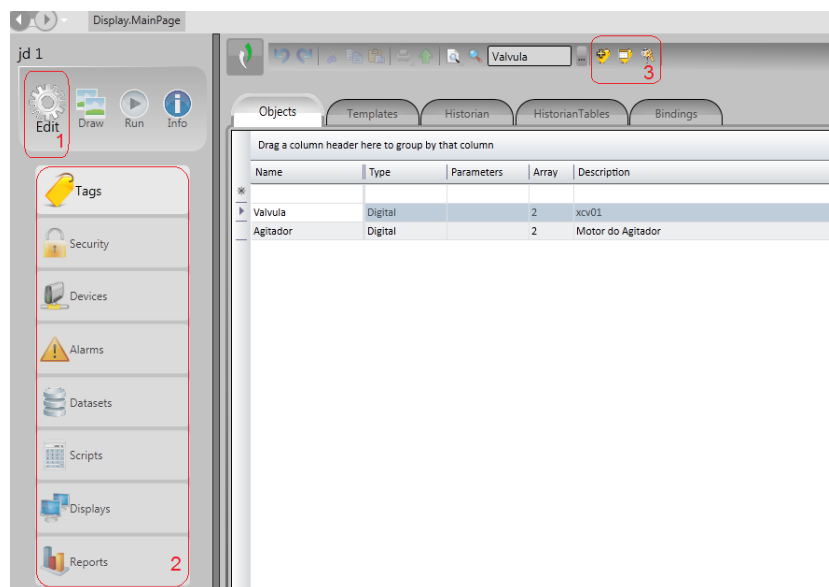 Display.MainPage
jd 1
Edit
Draw
Run
Info
1
Tags
Security
Devices
Alarms
Datasets
Scripts
Displays
Reports
2
Valvula
...
3
Objects Templates Historian HistorianTables Bindings
Drag a column header here to group by that column
Name Type Parameters Array Description
Valvula Digital 2 xcv01
Agitador Digital 2 Motor do Agitador